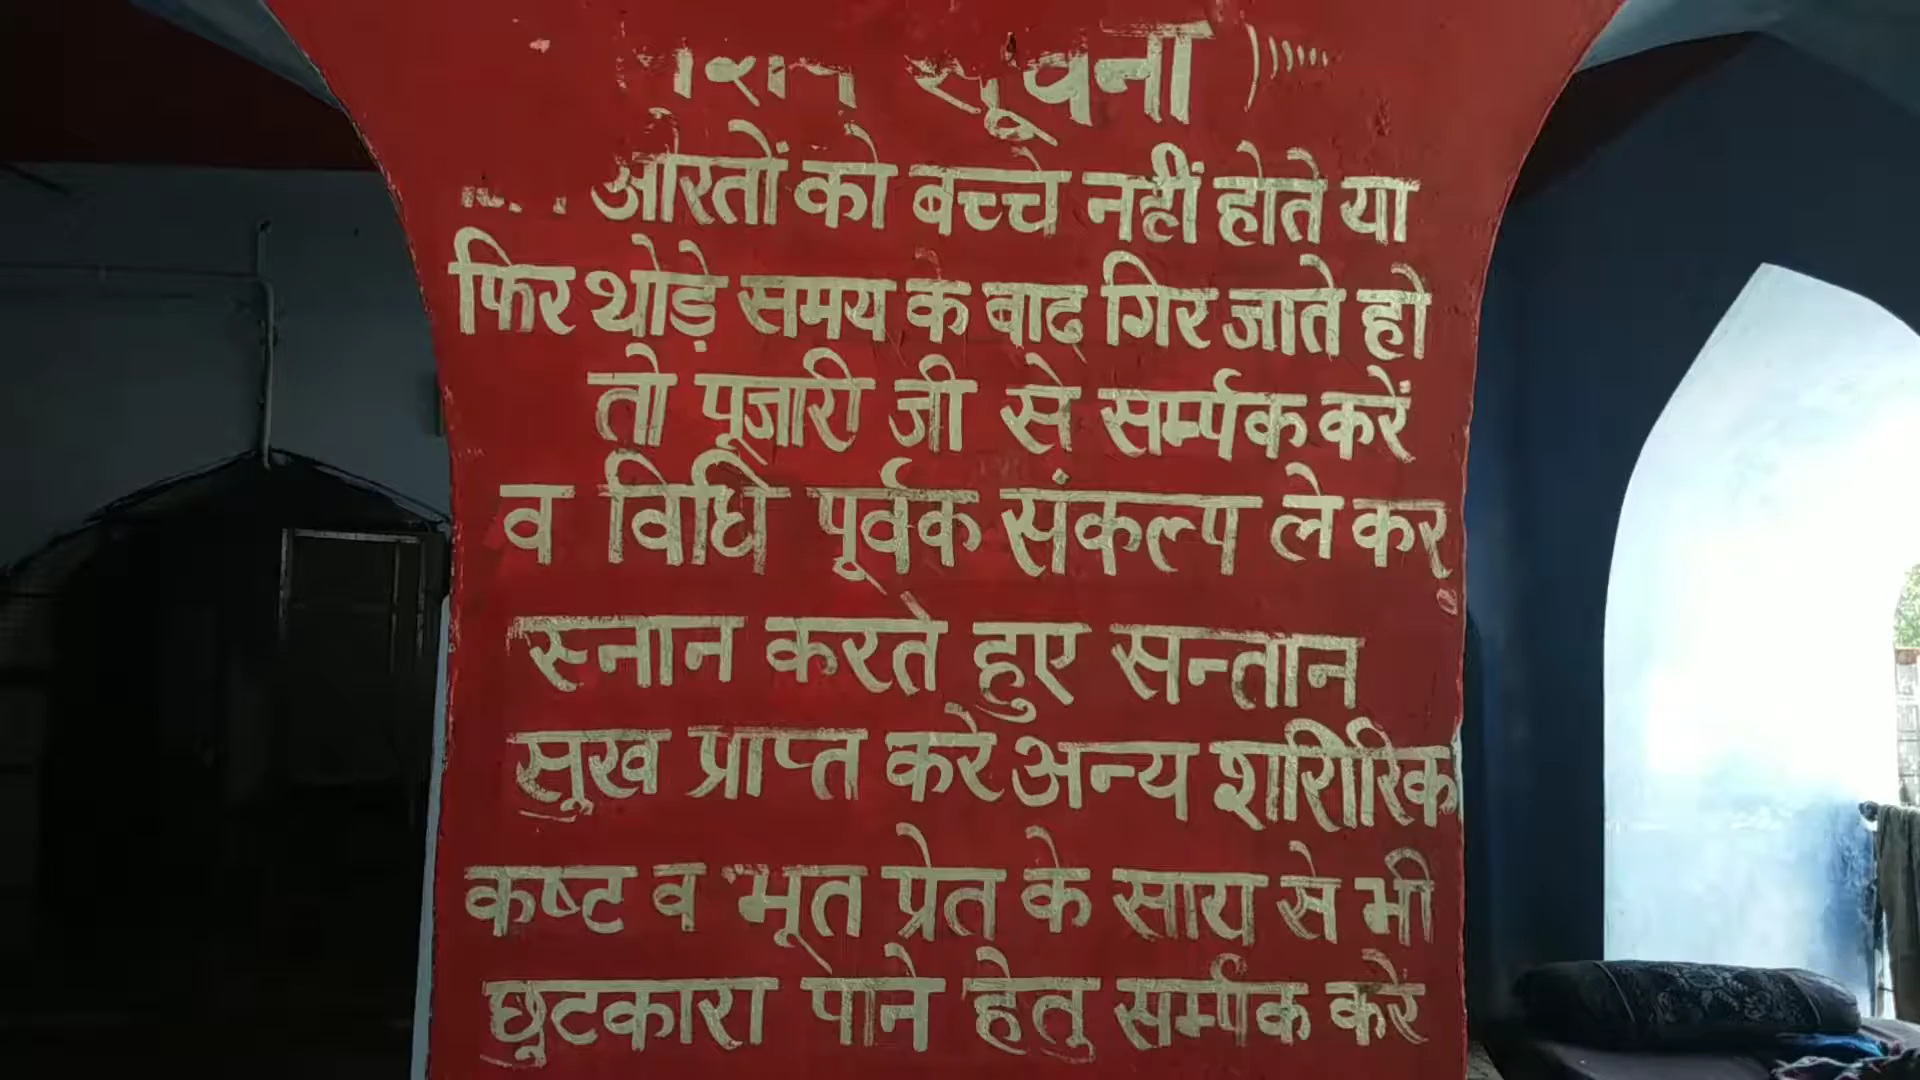 सूचना
औरतों को बच्चे नहीं होते या
फिर थोड़े समय के बाद गिर जाते हो
तो पूजारी जी से सर्म्पक करें
व विधि पूर्वक संकल्प ले कर
स्नान करते हुए सन्तान
सुख प्राप्त करे अन्य शारीरिक
कष्ट व भूत प्रेत के साय से भी
छुटकारा पाने हेतु सर्म्पक करें